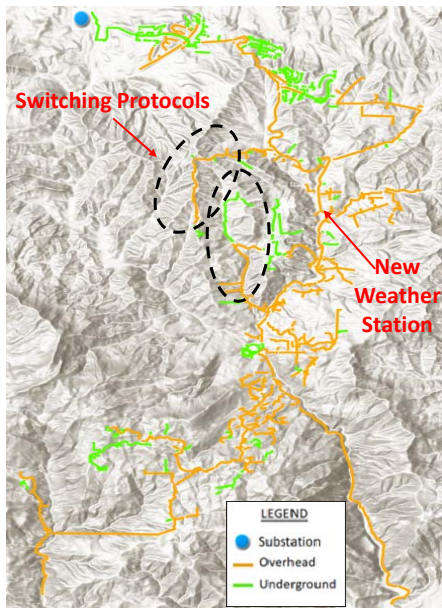 Switching Protocols
New
Weather
Station
LEGEND
Substation
Overhead
Underground